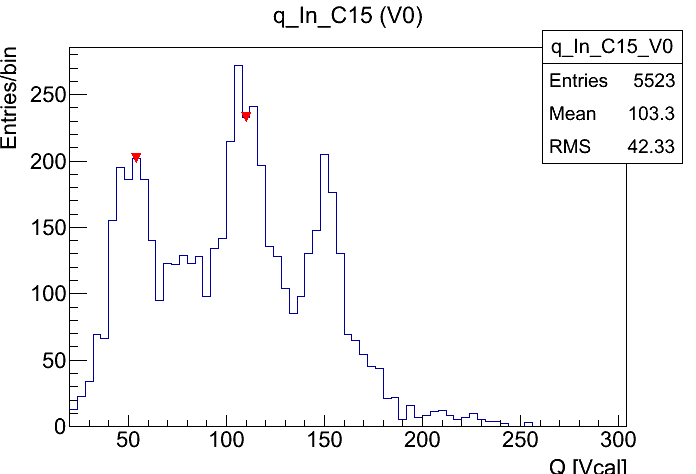 q_In_C15 (V0)
q_In_C15_V0
Entries 5523
Mean 103.3
RMS 42.33
Entries/bin
250
200
150
100
50
0
50 100 150 200 250 300
Q [Vcal]